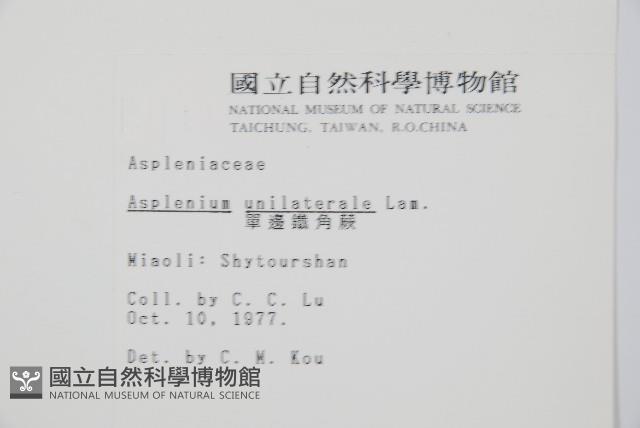 國立自然科學博物館
NATIONAL MUSEUM OF NATURAL SCIENCE
TAICHUNG, TAIWAN, R.O.CHINA
Aspleniaceae
Asplenium unilaterale Lam.
單邊鐵角蕨
Miaoli: Shytourshan
Coll. by C. C. Lu
Oct. 10, 1977.
Det. by C. M. Kou
國立自然科學博物館
NATIONAL MUSEUM OF NATURAL SCIENCE